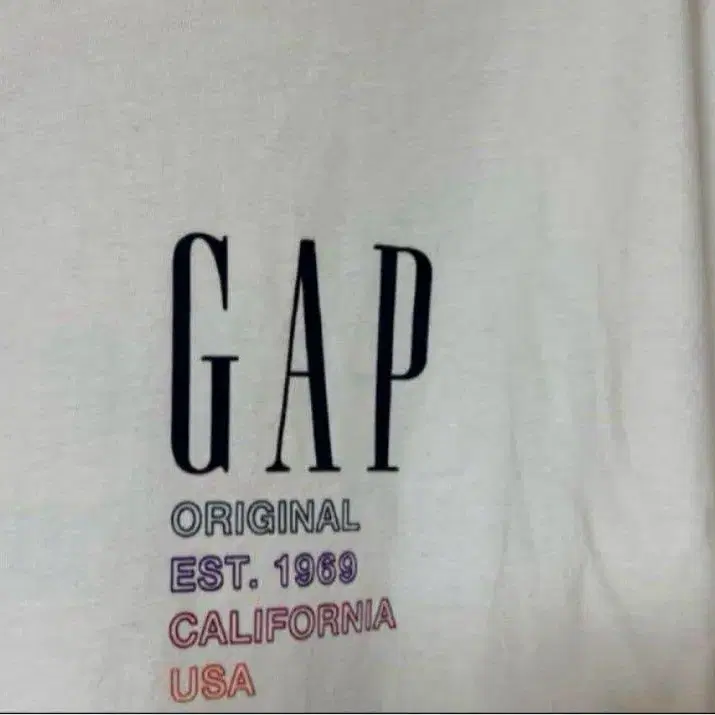 GAP
ORIGINAL
EST. 1969
CALIFORNIA
USA